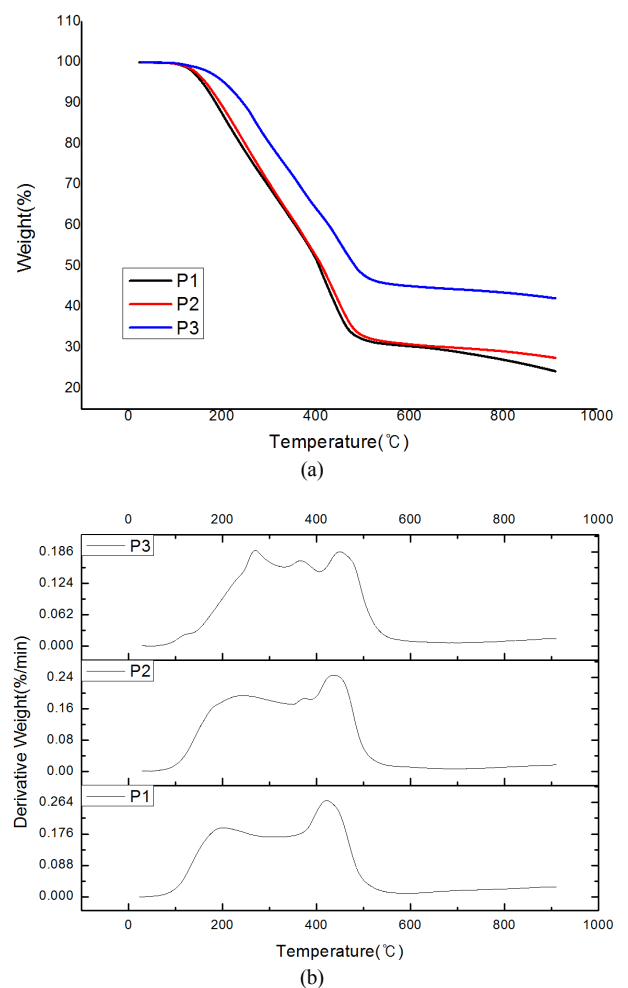 110
100
90
80
70
60
50
40
30
20
Weight(%)
P1
P2
P3
0 200 400 600 800 1000
Temperature(℃)
(a)
0 200 400 600 800 1000
P3
0.186
0.124
0.062
0.000
P2
0.24
0.16
0.08
0.00
P1
0.264
0.176
0.088
0.000
Derivative Weight(%/min)
0 200 400 600 800 1000
Temperature(℃)
(b)